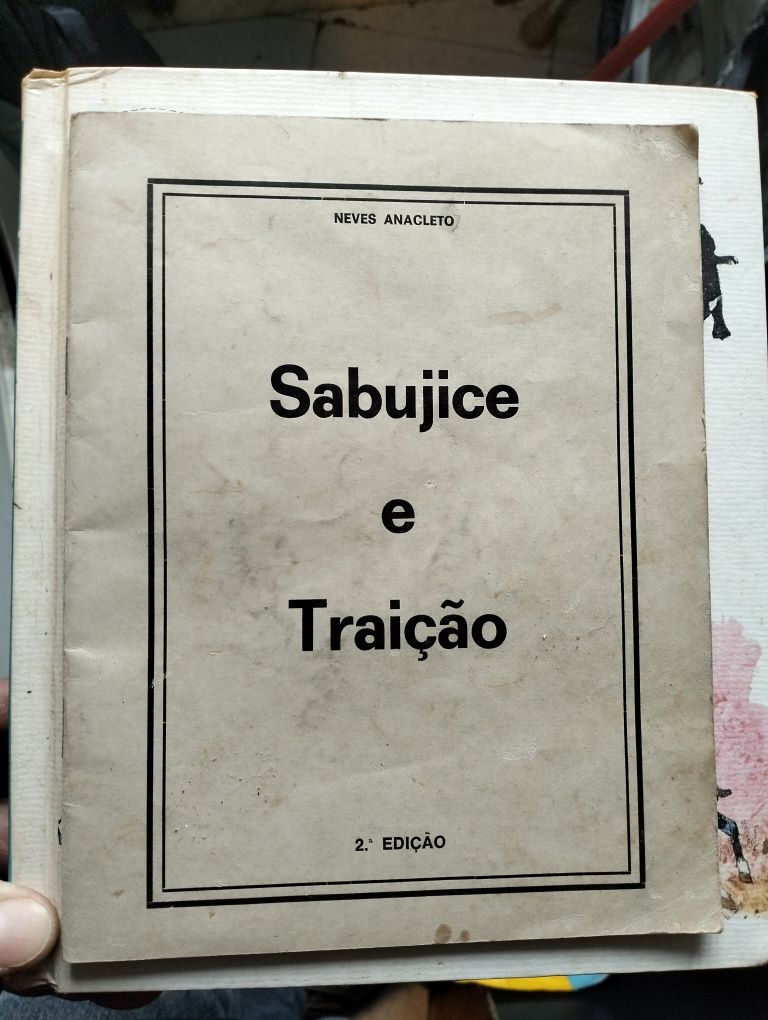 NEVES ANACLETO
Sabujice
e
Traição
2.ª EDIÇÃO